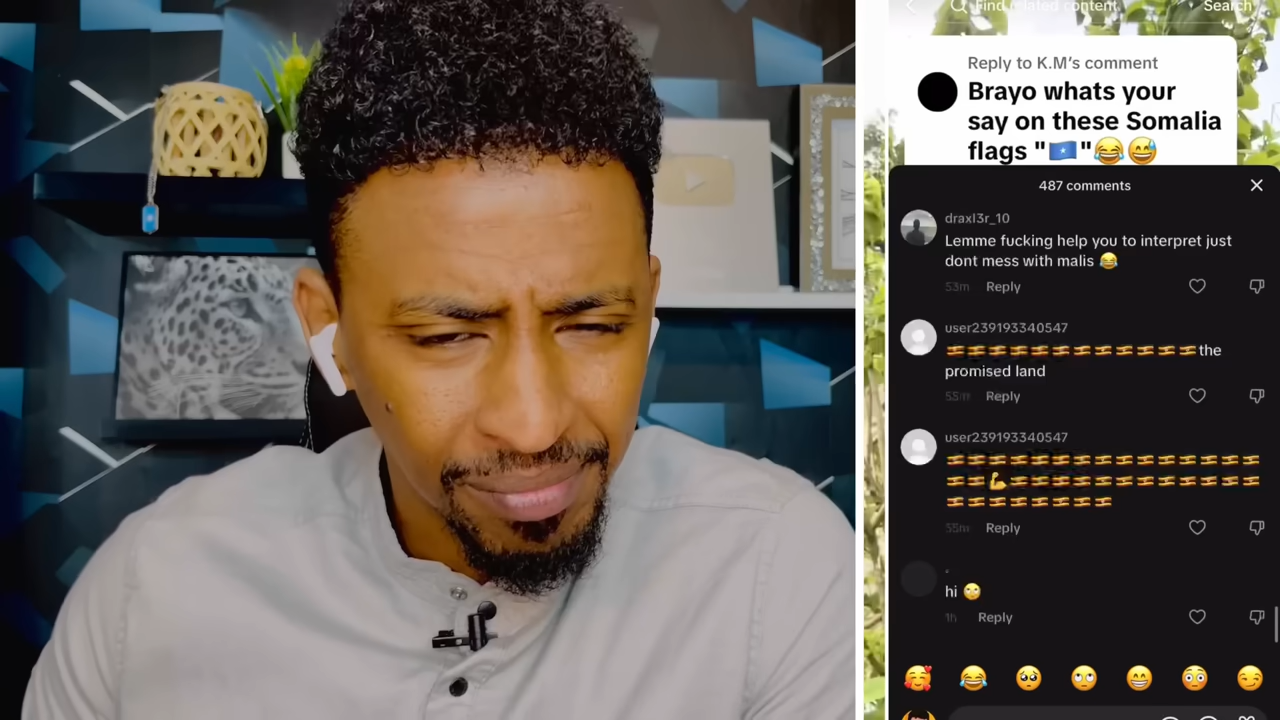 Find related content
Search
Reply to K.M's comment
Brayo whats your
say on these Somalia
flags "🇸🇴"😂😅
487 comments
draxl3r_10
Lemme fucking help you to interpret just
dont mess with malis 😂
53m Reply
user239193340547
the
promised land
55m Reply
user239193340547
55m Reply
hi 🙄
1h Reply